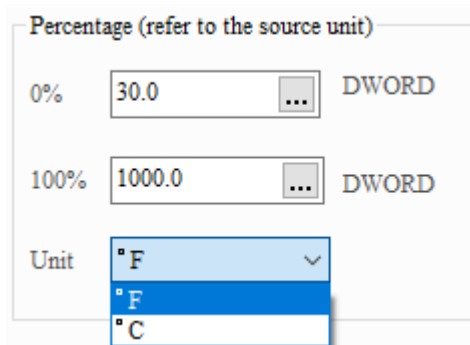 Percentage (refer to the source unit)
0% 30.0 ... DWORD
100% 1000.0 ... DWORD
Unit °F
°F
°C